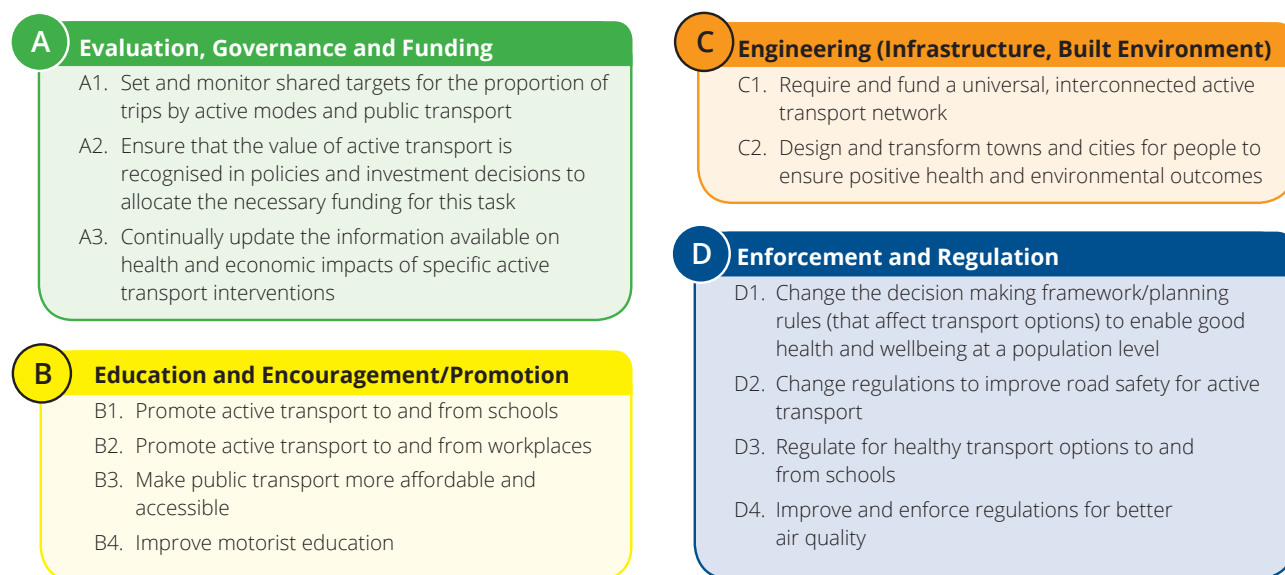 A
Evaluation, Governance and Funding
A1. Set and monitor shared targets for the proportion of
trips by active modes and public transport
A2. Ensure that the value of active transport is
recognised in policies and investment decisions to
allocate the necessary funding for this task
A3. Continually update the information available on
health and economic impacts of specific active
transport interventions
B
Education and Encouragement/Promotion
B1. Promote active transport to and from schools
B2. Promote active transport to and from workplaces
B3. Make public transport more affordable and
accessible
B4. Improve motorist education
C
Engineering (Infrastructure, Built Environment)
C1. Require and fund a universal, interconnected active
transport network
C2. Design and transform towns and cities for people to
ensure positive health and environmental outcomes
D
Enforcement and Regulation
D1. Change the decision making framework/planning
rules (that affect transport options) to enable good
health and wellbeing at a population level
D2. Change regulations to improve road safety for active
transport
D3. Regulate for healthy transport options to and
from schools
D4. Improve and enforce regulations for better
air quality